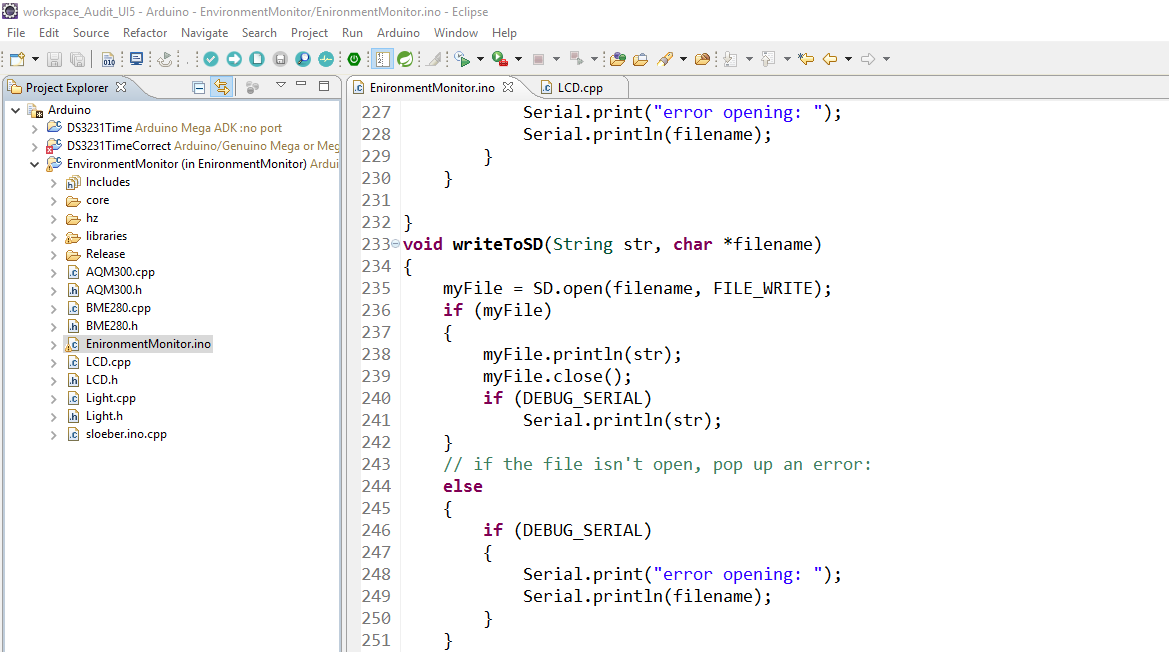 workspace_Audit_UI5 - Arduino - EnvironmentMonitor/EnironmentMonitor.ino - Eclipse
File Edit Source Refactor Navigate Search Project Run Arduino Window Help
010
Project Explorer
Arduino
DS3231Time Arduino Mega ADK :no port
DS3231TimeCorrect Arduino/Genuino Mega or Meg
EnvironmentMonitor (in EnironmentMonitor) Ardui
Includes
core
hz
libraries
Release
AQM300.cpp
AQM300.h
BME280.cpp
BME280.h
EnironmentMonitor.ino
LCD.cpp
LCD.h
Light.cpp
Light.h
sloeber.ino.cpp
EnironmentMonitor.ino LCD.cpp
227 Serial.print("error opening: ");
228 Serial.println(filename);
229 }
230 }
231
232 }
233 void writeToSD(String str, char *filename)
234 {
235 myFile = SD.open(filename, FILE_WRITE);
236 if (myFile)
237 {
238 myFile.println(str);
239 myFile.close();
240 if (DEBUG_SERIAL)
241 Serial.println(str);
242 }
243 // if the file isn't open, pop up an error:
244 else
245 {
246 if (DEBUG_SERIAL)
247 {
248 Serial.print("error opening: ");
249 Serial.println(filename);
250 }
251 }